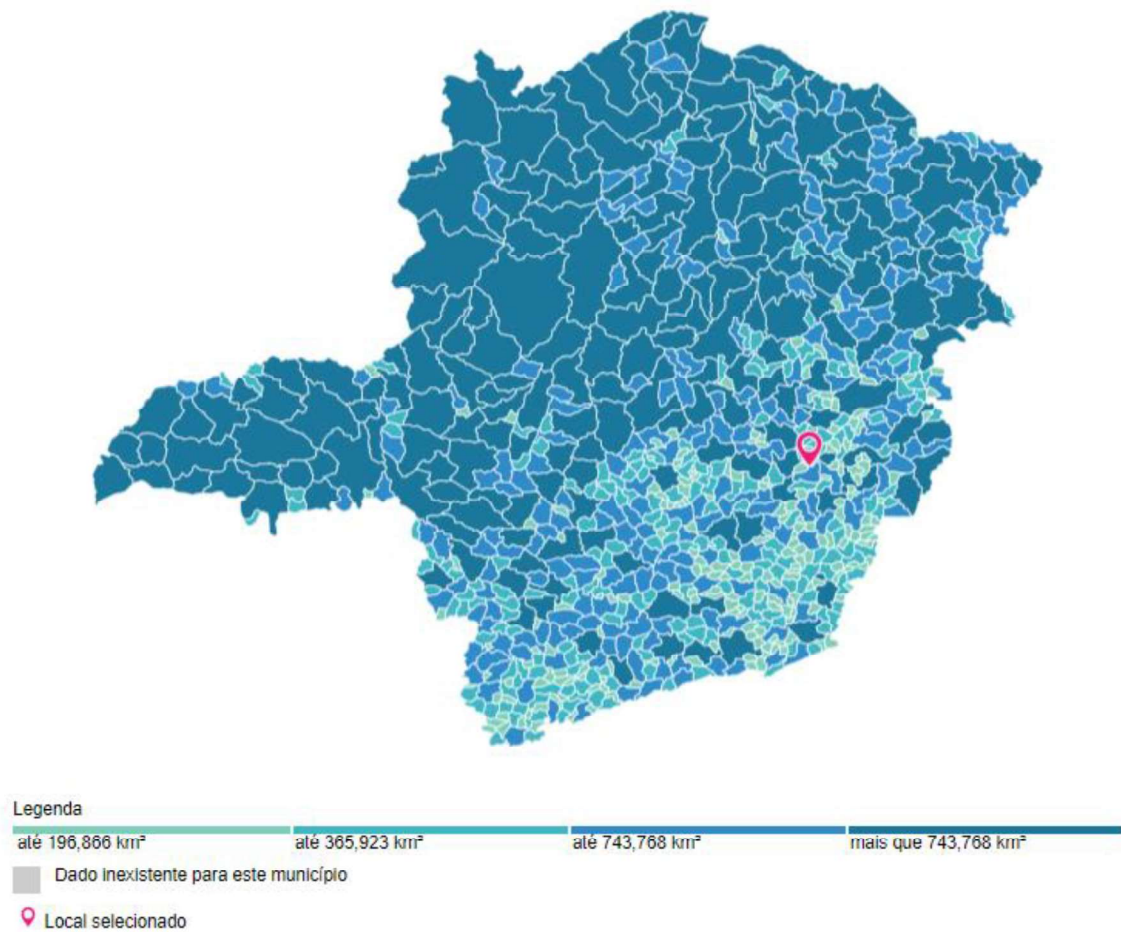 Legenda
até 196,866 km² até 365,923 km² até 743,768 km² mais que 743,768 km²
Dado inexistente para este município
Local selecionado